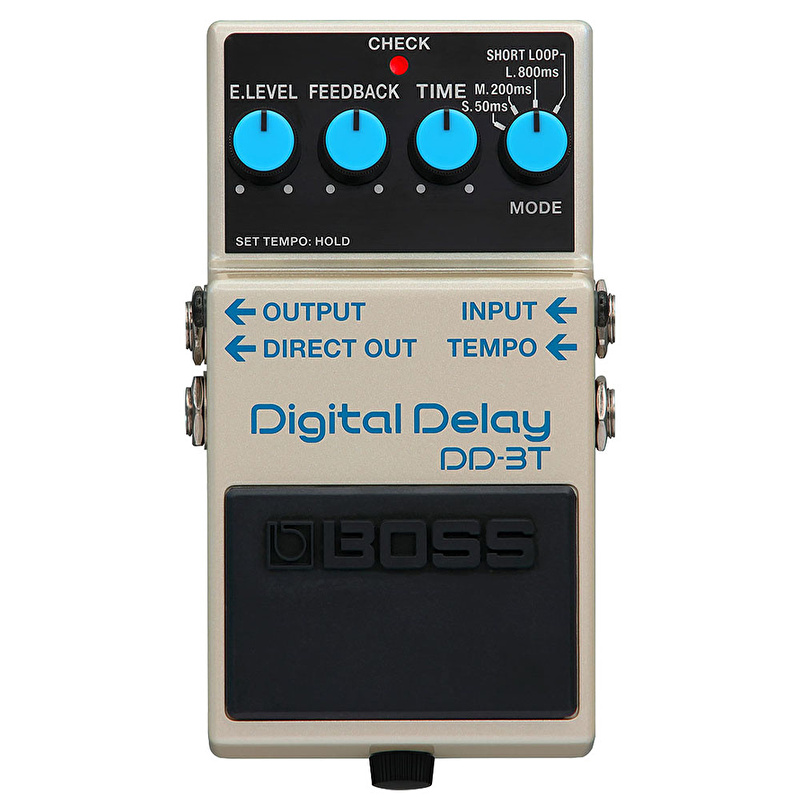 CHECK
SHORT LOOP
L.800ms
E.LEVEL FEEDBACK TIME M.200ms
S.50ms
MODE
SET TEMPO: HOLD
OUTPUT INPUT
DIRECT OUT TEMPO
Digital Delay
DD-3T
BOSS